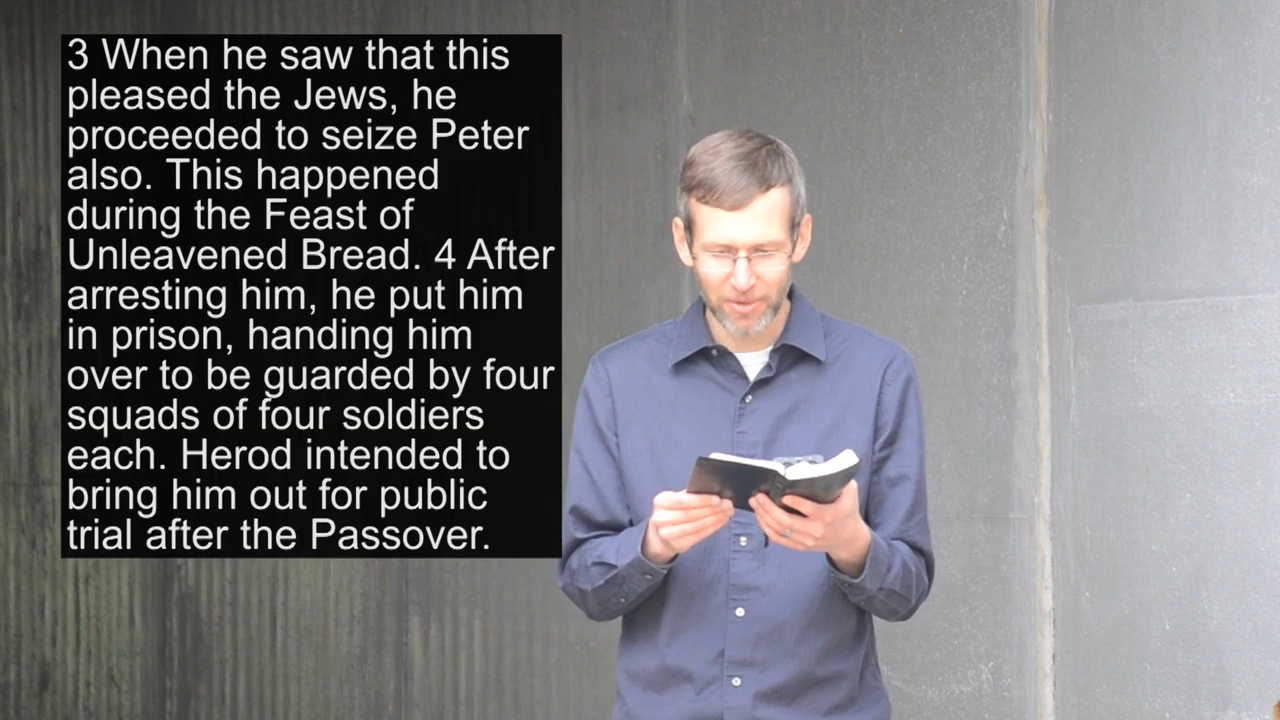 3 When he saw that this
pleased the Jews, he
proceeded to seize Peter
also. This happened
during the Feast of
Unleavened Bread. 4 After
arresting him, he put him
in prison, handing him
over to be guarded by four
squads of four soldiers
each. Herod intended to
bring him out for public
trial after the Passover.